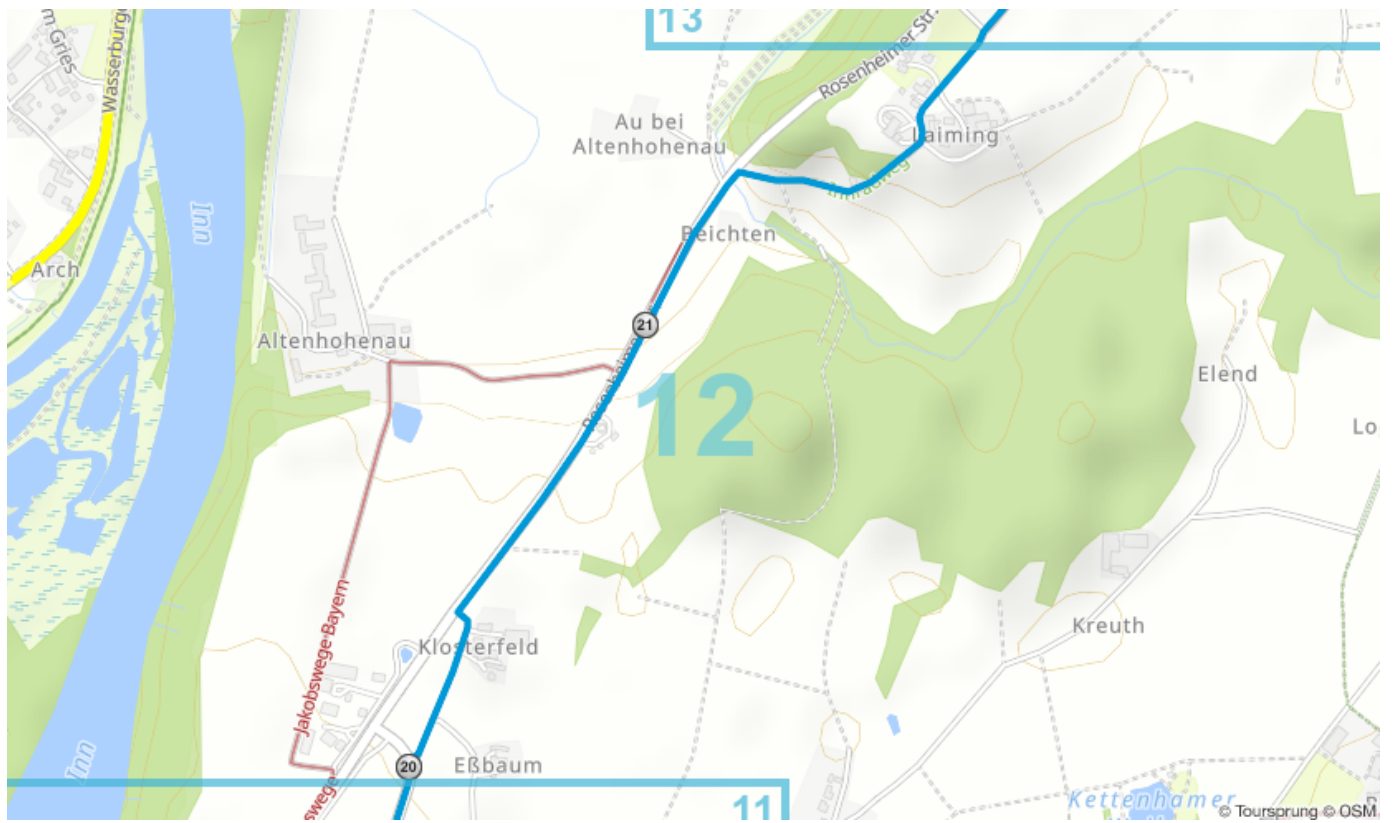 13
m Gries
Wasserburge
Rosenheimer Str.
Au bei
Altenhohenau
Laiming
Innradweg
Inn
Beichten
Arch
21
Altenhohenau
12
Elend
Jakobswege Bayern
Kreuth
Klosterfeld
20
Eßbaum
Inn
11
Kettenhamer
© Toursprung © OSM